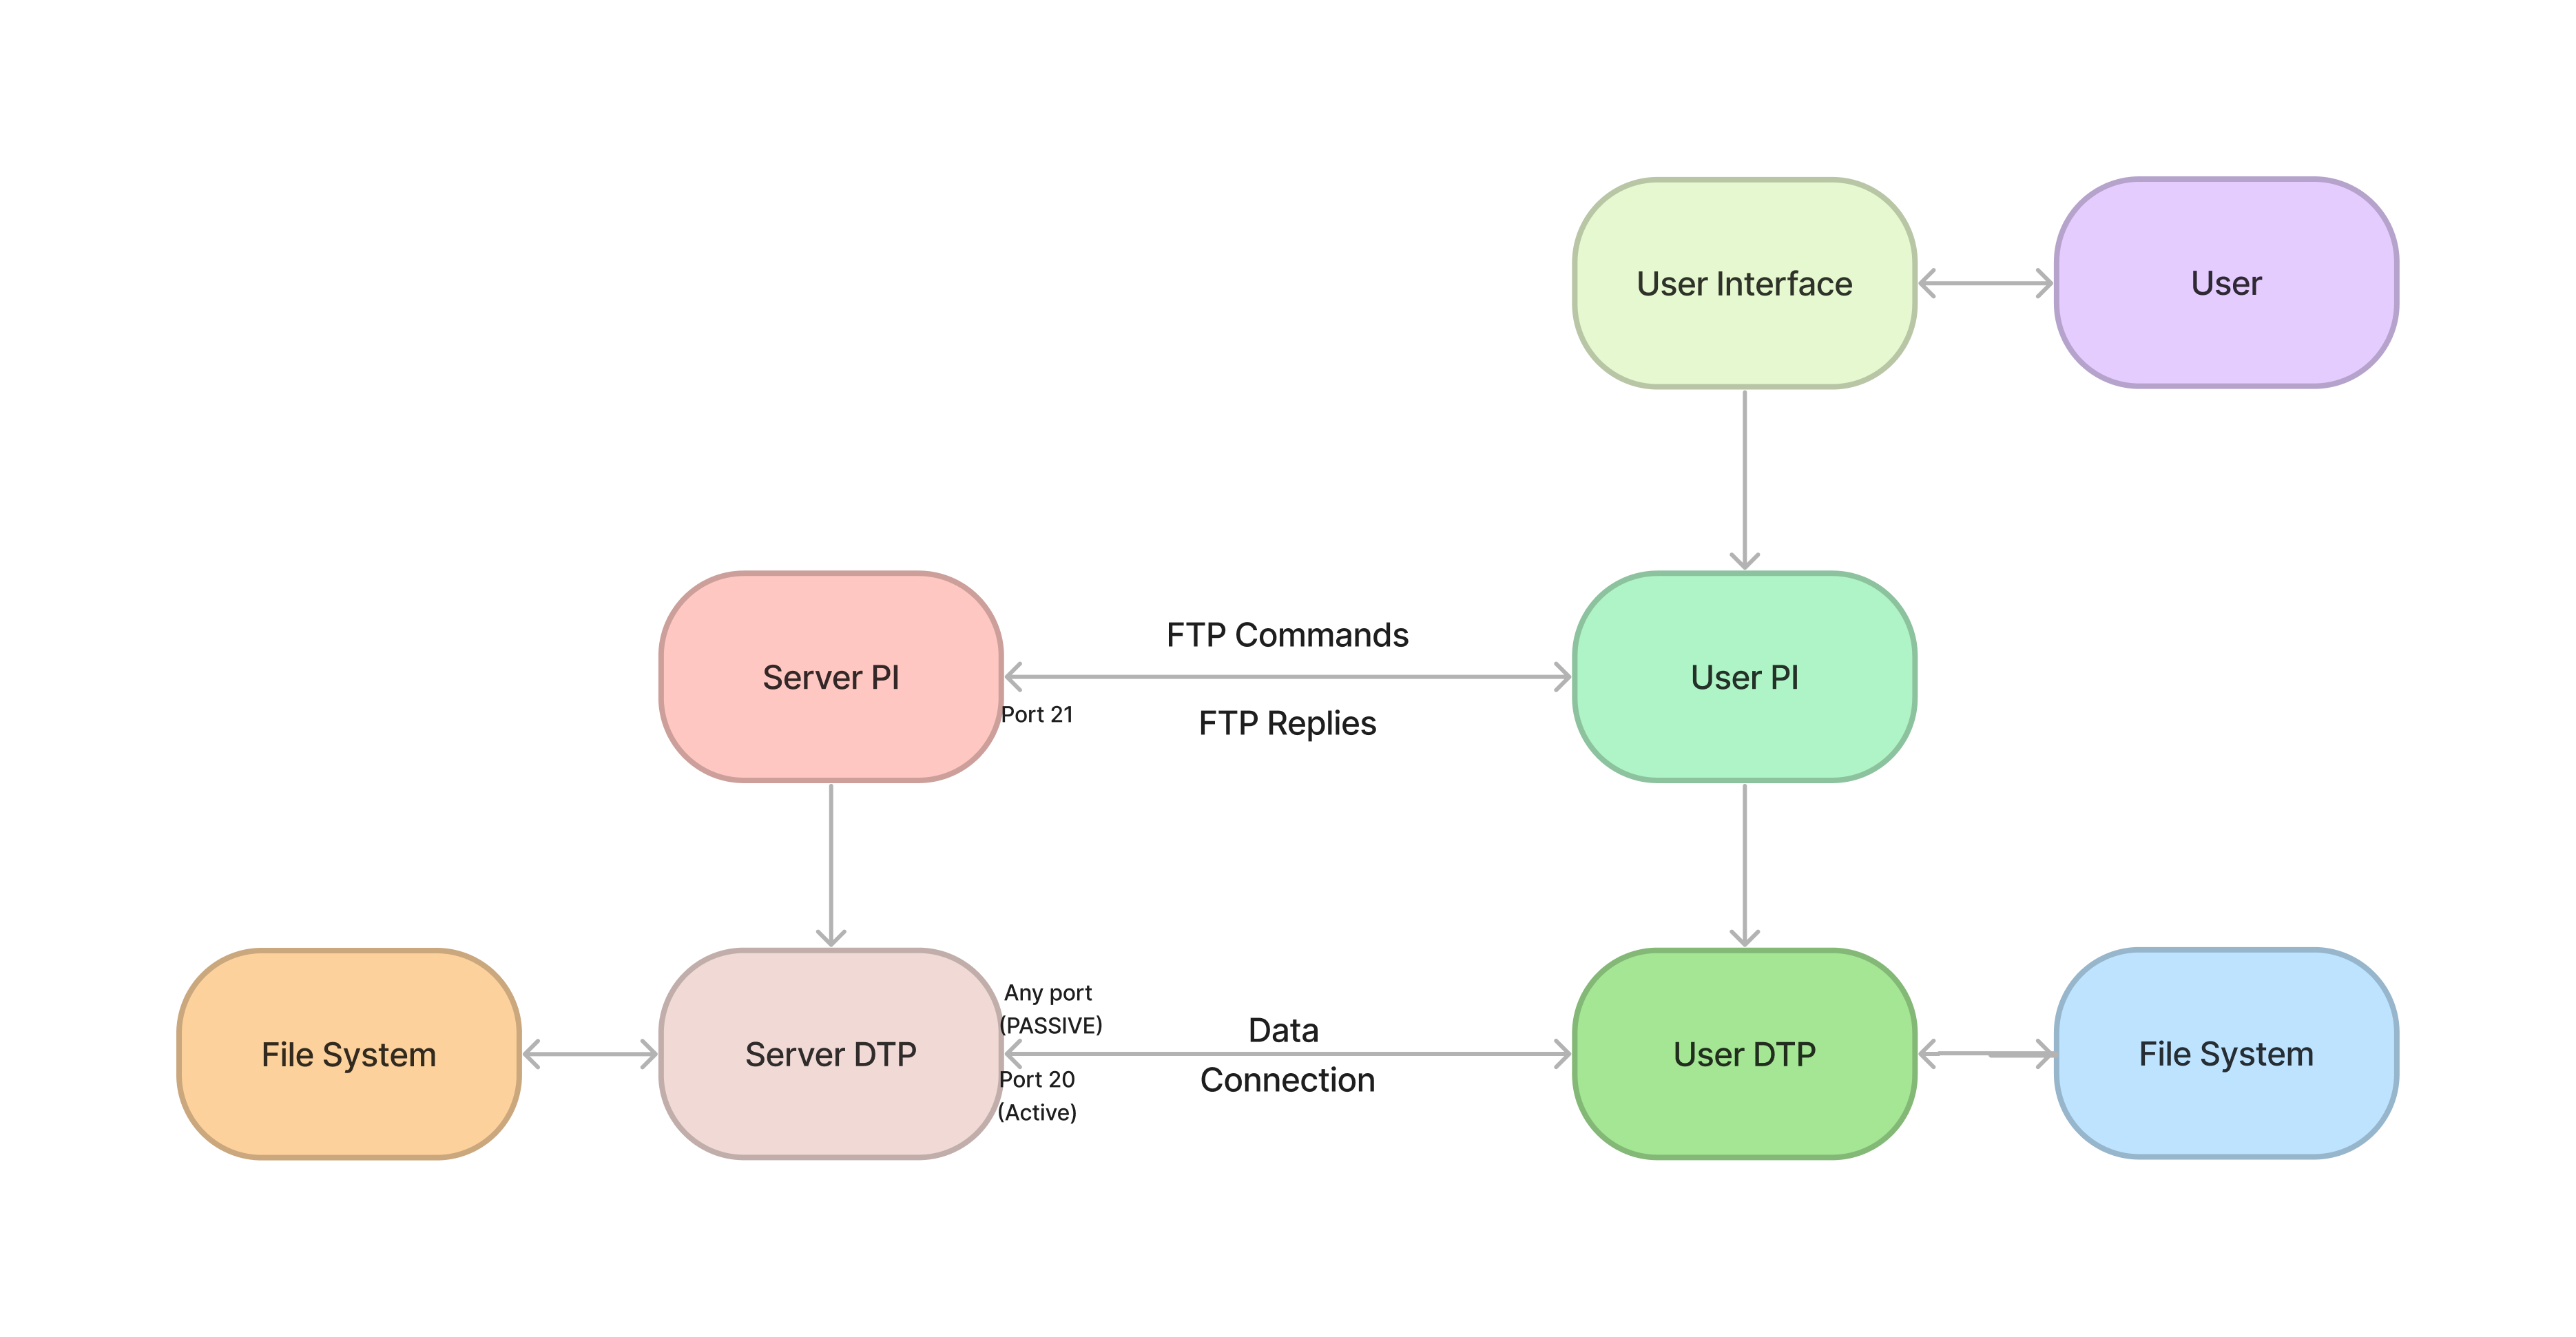 User Interface
User
FTP Commands
Server PI
User PI
Port 21
FTP Replies
Any port
(PASSIVE)
Data
File System
Server DTP
User DTP
File System
Port 20
Connection
(Active)